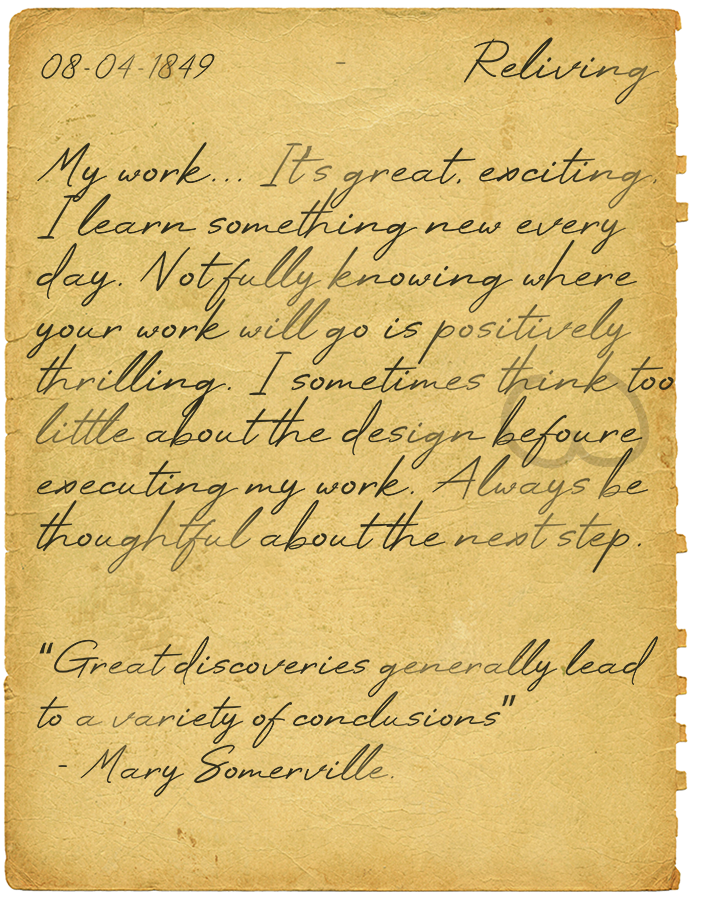 08-04-1849 - Reliving
My work... It's great, exciting.
I learn something new every
day. Not fully knowing where
your work will go is positively
thrilling. I sometimes think too
little about the design befoure
executing my work. Always be
thoughtful about the next step.
"Great discoveries generally lead
to a variety of conclusions"
- Mary Somerville.